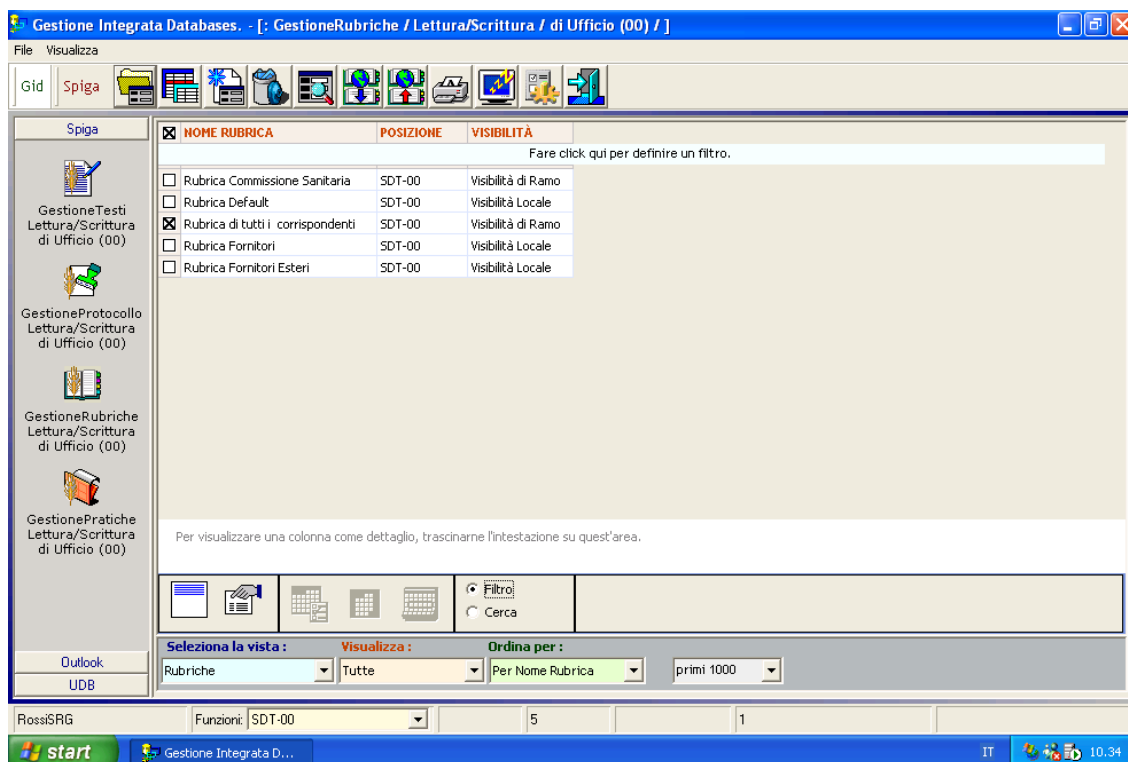 Gestione Integrata Databases. - [: GestioneRubriche / Lettura/Scrittura / di Ufficio (00) / ]
File Visualizza
Gid Spiga
Spiga
GestioneTesti
Lettura/Scrittura
di Ufficio (00)
GestioneProtocollo
Lettura/Scrittura
di Ufficio (00)
GestioneRubriche
Lettura/Scrittura
di Ufficio (00)
GestionePratiche
Lettura/Scrittura
di Ufficio (00)
Outlook
UDB
NOME RUBRICA POSIZIONE VISIBILITÀ
Fare click qui per definire un filtro.
Rubrica Commissione Sanitaria SDT-00 Visibilità di Ramo
Rubrica Default SDT-00 Visibilità Locale
Rubrica di tutti i corrispondenti SDT-00 Visibilità di Ramo
Rubrica Fornitori SDT-00 Visibilità Locale
Rubrica Fornitori Esteri SDT-00 Visibilità Locale
Per visualizzare una colonna come dettaglio, trascinarne l'intestazione su quest'area.
Filtro
Cerca
Seleziona la vista : Visualizza : Ordina per :
Rubriche Tutte Per Nome Rubrica primi 1000
RossiSRG Funzioni: SDT-00 5 1
start Gestione Integrata D... IT 10.34